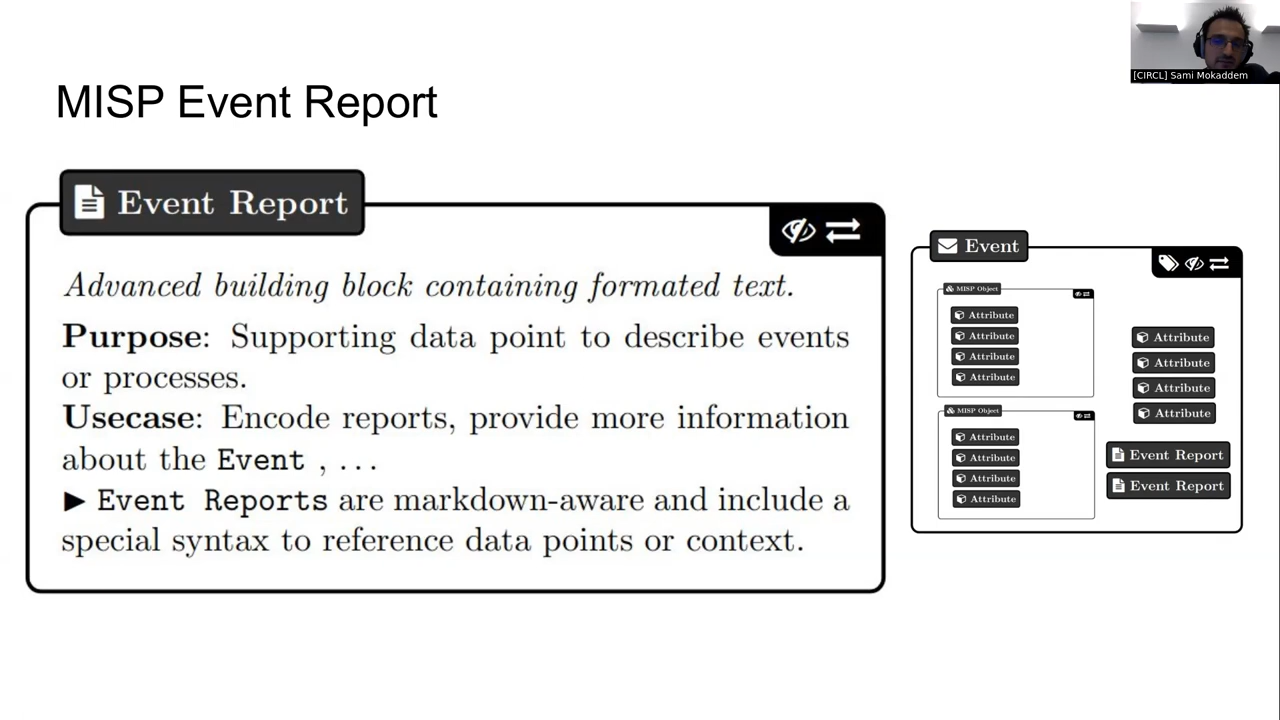 [CIRCL] Sami Mokaddem
MISP Event Report
Event Report
Advanced building block containing formated text.
Purpose: Supporting data point to describe events
or processes.
Usecase: Encode reports, provide more information
about the Event , ...
▶ Event Reports are markdown-aware and include a
special syntax to reference data points or context.
Event
MISP Object
Attribute
Attribute
Attribute
Attribute
MISP Object
Attribute
Attribute
Attribute
Attribute
Attribute
Attribute
Attribute
Attribute
Event Report
Event Report